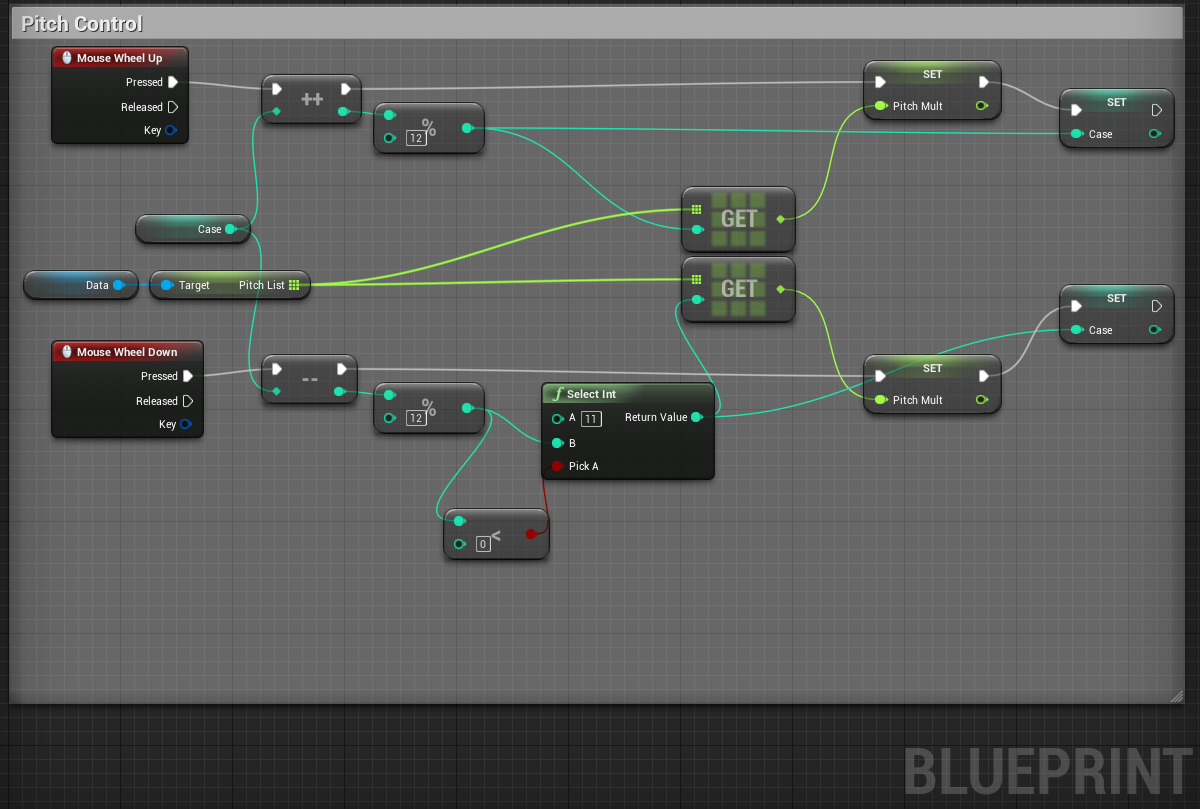 Pitch Control
Mouse Wheel Up
Pressed
Released
Key
++
%
12
SET
Pitch Mult
SET
Case
Case
GET
Data
Target Pitch List
GET
Mouse Wheel Down
Pressed
Released
Key
--
%
12
Select Int
A 11 Return Value
B
Pick A
<
0
SET
Pitch Mult
SET
Case
BLUEPRINT